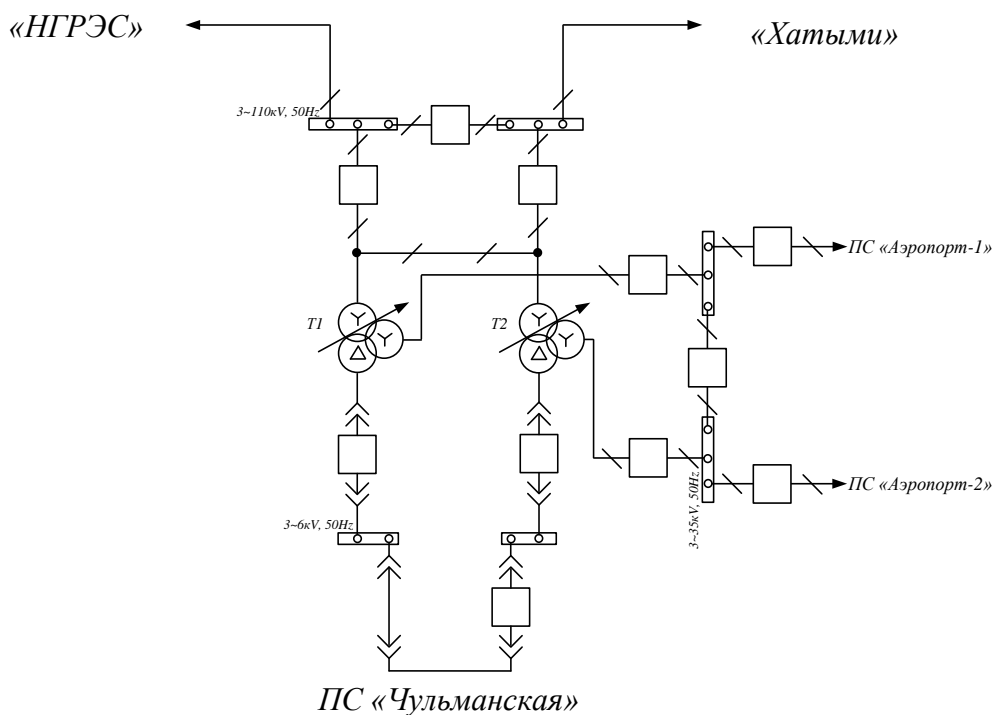 «НГРЭС»
«Хатыми»
3~110кV, 50Hz
ПС «Аэропорт-1»
T1
T2
ПС «Аэропорт-2»
3~35кV, 50Hz
3~6кV, 50Hz
ПС «Чульманская»